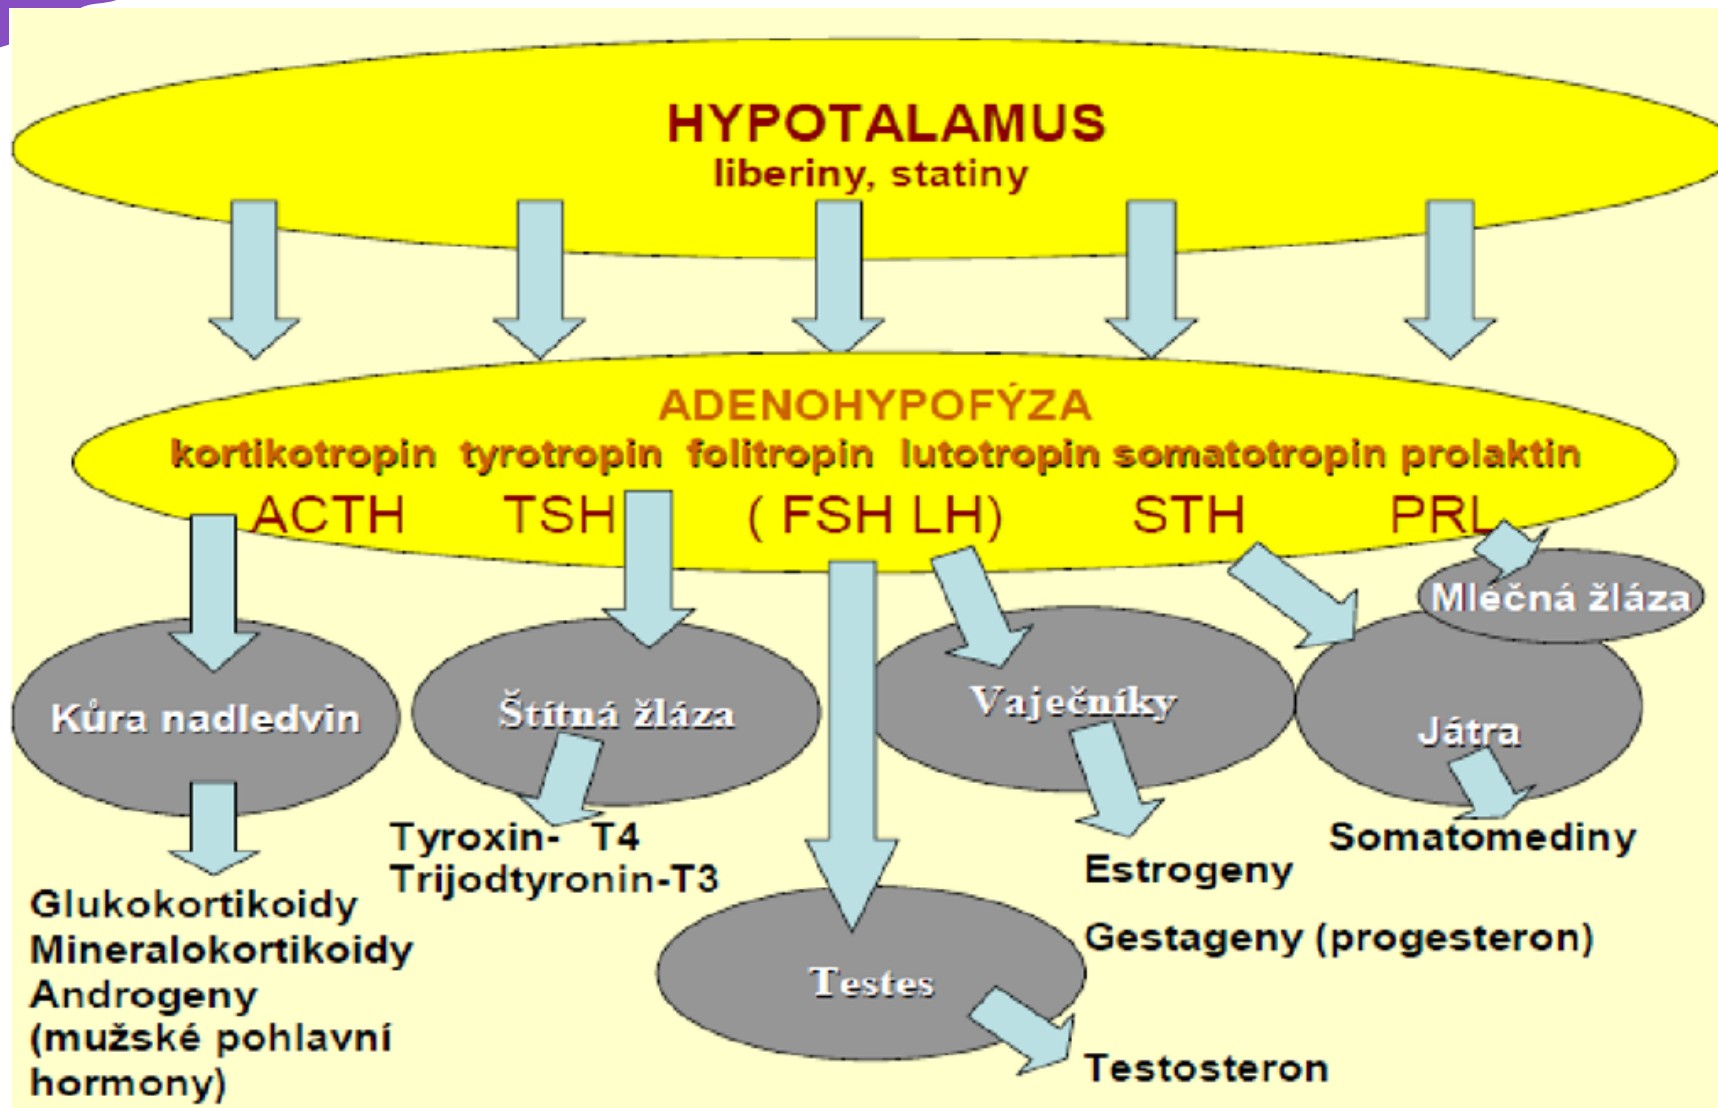 HYPOTALAMUS
liberiny, statiny
ADENOHYPOFÝZA
kortikotropin tyrotropin folitropin lutotropin somatotropin prolaktin
ACTH TSH ( FSH LH) STH PRL
Mléčná žláza
Kůra nadledvin
Štítná žláza
Vaječníky
Játra
Tyroxin- T4
Trijodtyronin-T3
Somatomediny
Estrogeny
Glukokortikoidy
Mineralokortikoidy
Androgeny
(mužské pohlavní
hormony)
Gestageny (progesteron)
Testes
Testosteron